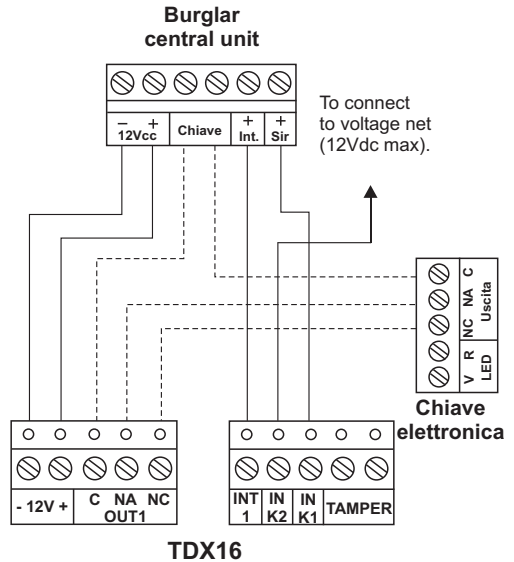 Burglar
central unit
− + + +
12Vcc Chiave Int. Sir
To connect
to voltage net
(12Vdc max).
C
NA
NC
Uscita
R
V
LED
Chiave
elettronica
- 12V + C NA NC
OUT1
INT IN IN TAMPER
1 K2 K1
TDX16